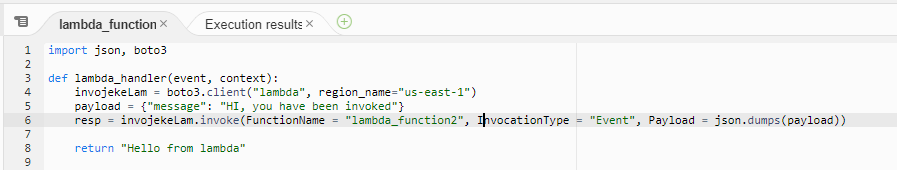 lambda_function × Execution results ×
1 import json, boto3
2
3 def lambda_handler(event, context):
4     invojekeLam = boto3.client("lambda", region_name="us-east-1")
5     payload = {"message": "HI, you have been invoked"}
6     resp = invojekeLam.invoke(FunctionName = "lambda_function2", InvocationType = "Event", Payload = json.dumps(payload))
7
8     return "Hello from lambda"
9